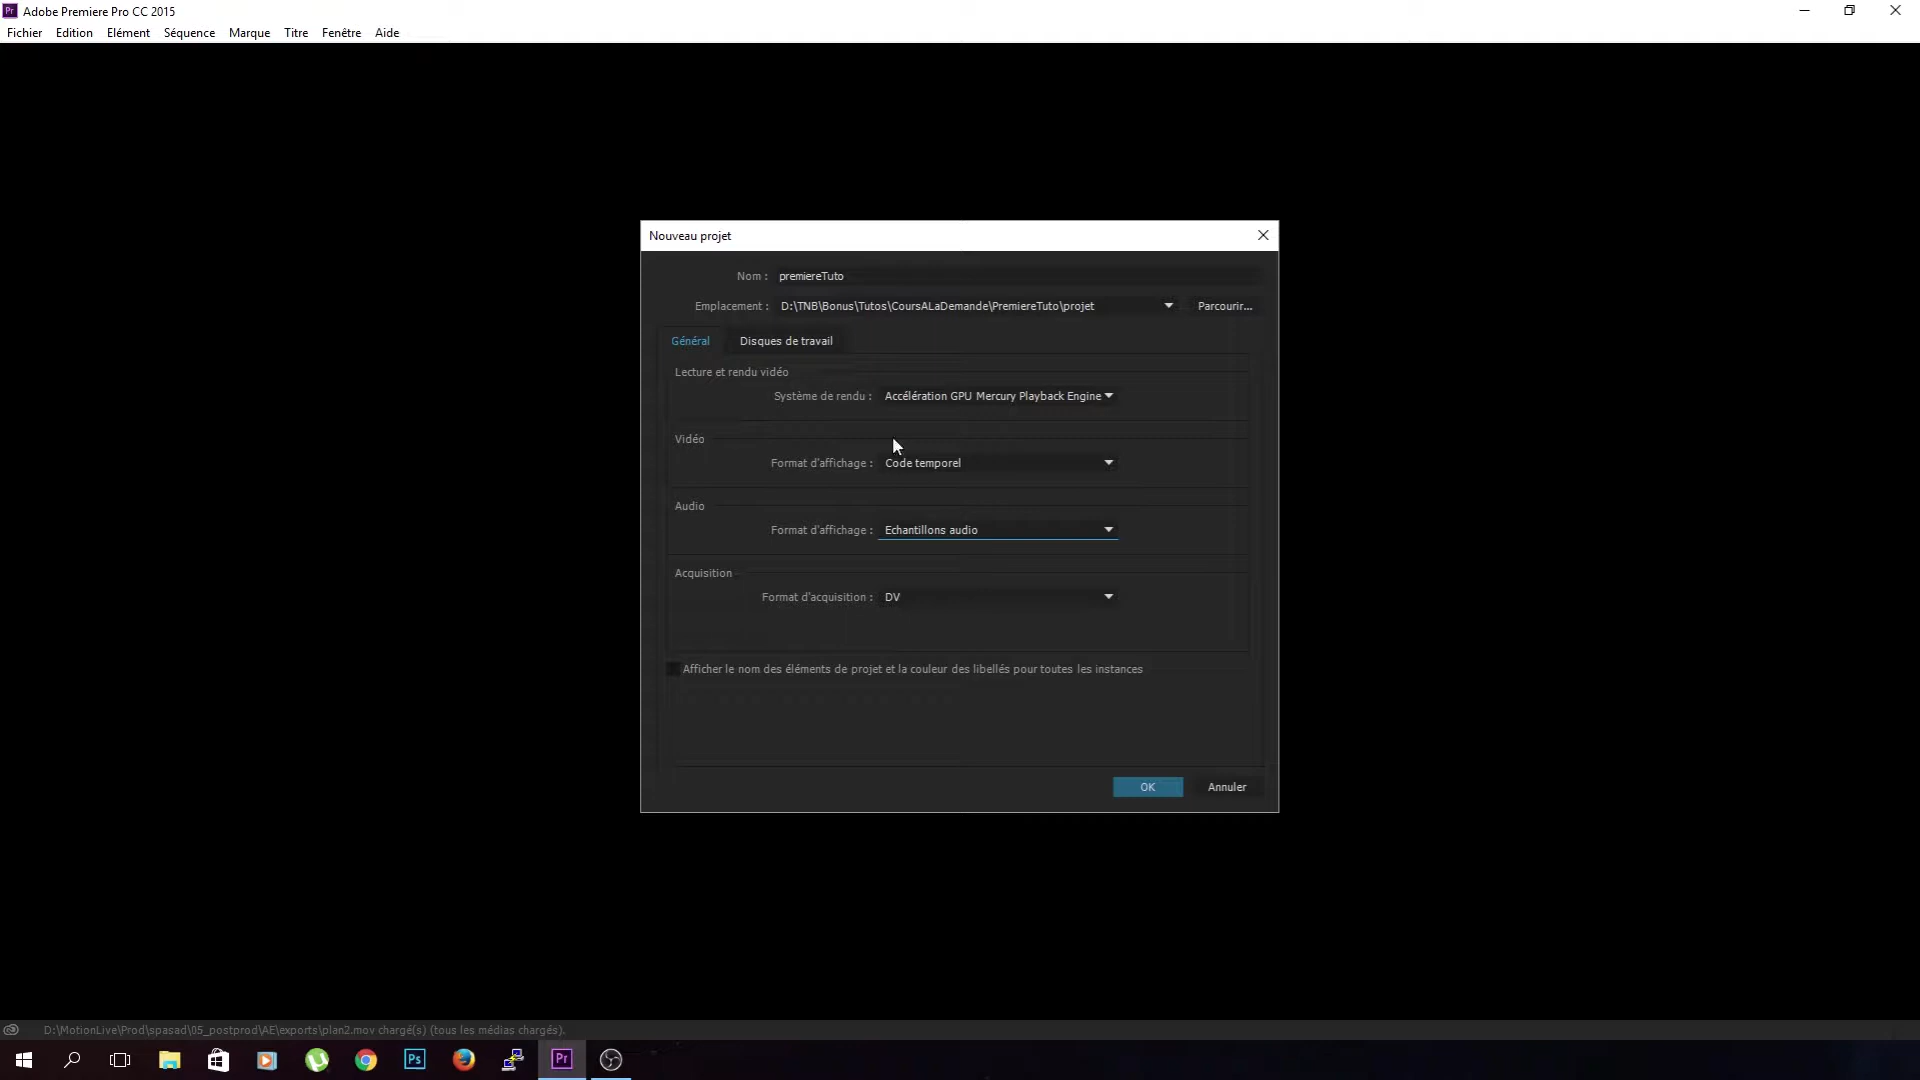 Pr Adobe Premiere Pro CC 2015
Fichier Edition Elément Séquence Marque Titre Fenêtre Aide
Nouveau projet
Nom : premiereTuto
Emplacement : D:\TNB\Bonus\Tutos\CoursALaDemande\PremiereTuto\projet Parcourir...
Général Disques de travail
Lecture et rendu vidéo
Système de rendu : Accélération GPU Mercury Playback Engine
Vidéo
Format d'affichage : Code temporel
Audio
Format d'affichage : Echantillons audio
Acquisition
Format d'acquisition : DV
Afficher le nom des éléments de projet et la couleur des libellés pour toutes les instances
OK Annuler
D:\MotionLive\Prod\spasad\05_postprod\AE\exports\plan2.mov chargé(s) (tous les médias chargés).
Ps Pr